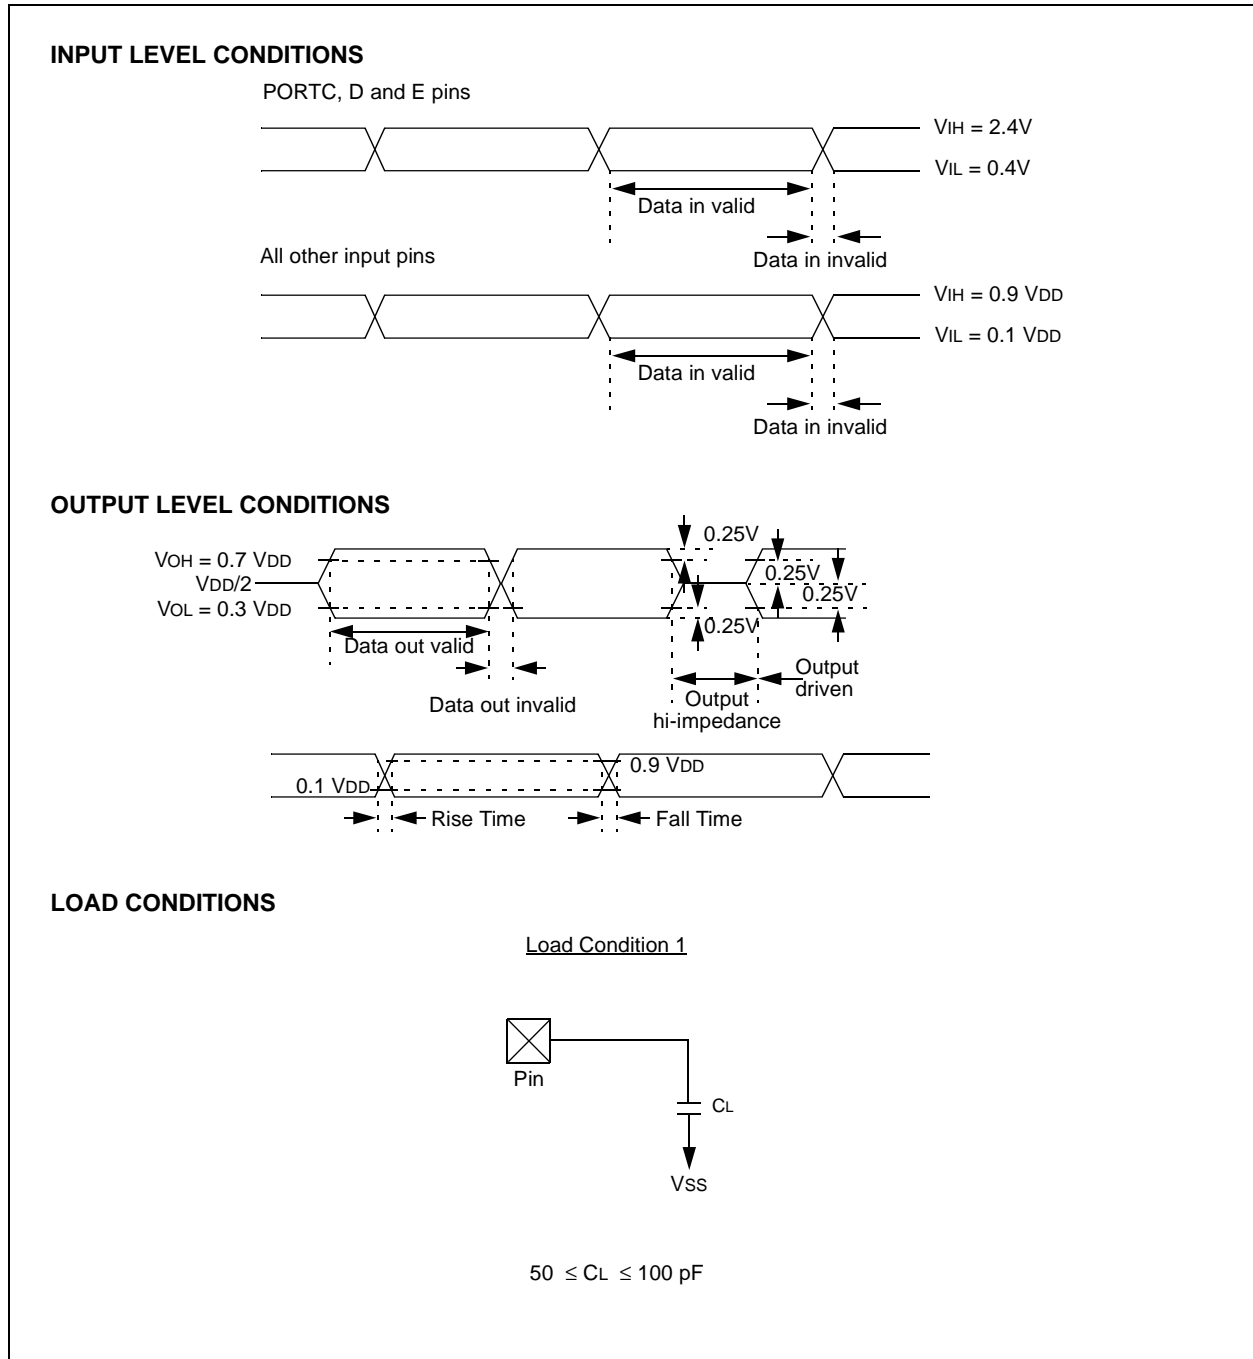 INPUT LEVEL CONDITIONS
PORTC, D and E pins
VIH = 2.4V
VIL = 0.4V
Data in valid
Data in invalid
All other input pins
VIH = 0.9 VDD
VIL = 0.1 VDD
Data in valid
Data in invalid
OUTPUT LEVEL CONDITIONS
0.25V
VOH = 0.7 VDD
VDD/2
VOL = 0.3 VDD
0.25V
0.25V
0.25V
Data out valid
Data out invalid
Output
hi-impedance
Output
driven
0.9 VDD
0.1 VDD
Rise Time
Fall Time
LOAD CONDITIONS
Load Condition 1
Pin
CL
VSS
50 ≤ CL ≤ 100 pF